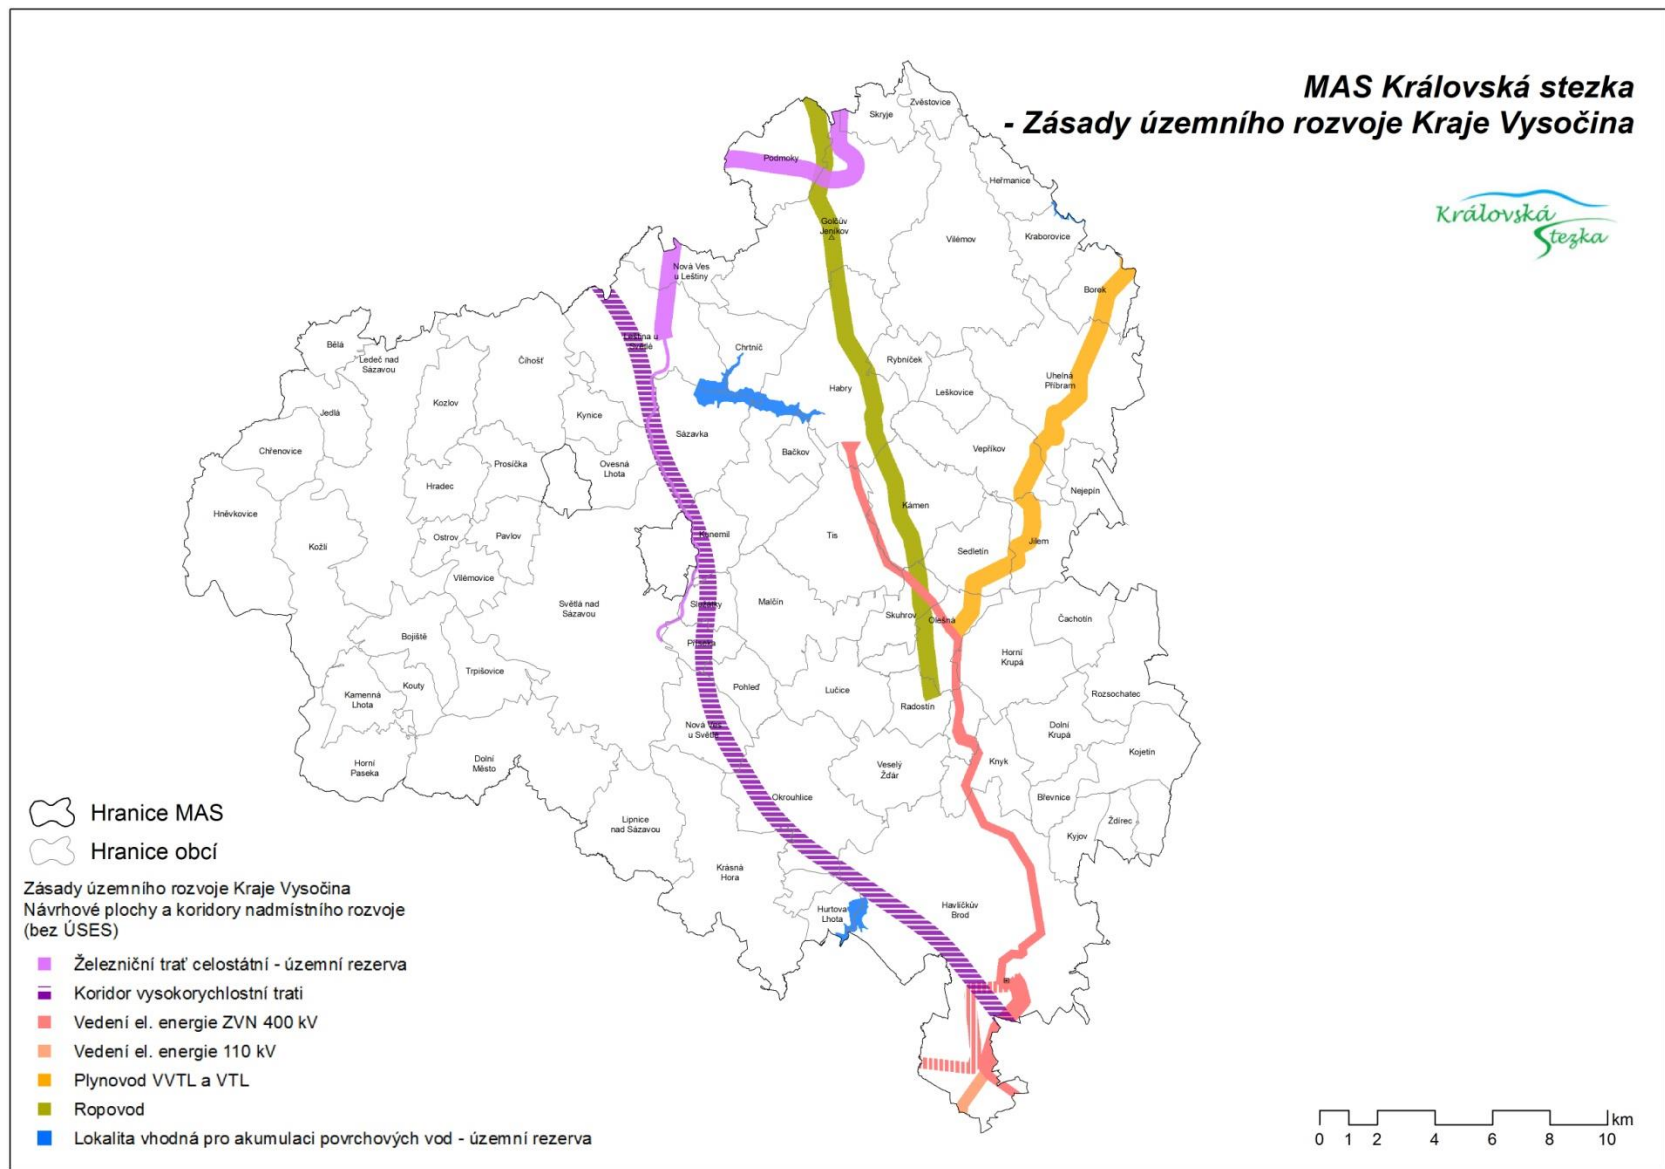 MAS Královská stezka
- Zásady územního rozvoje Kraje Vysočina
Královská
Stezka
Zvěstovice
Skryje
Podmoky
Heřmanice
Golčův
Jeníkov
Vilémov
Kraborovice
Nová Ves
u Leštiny
Borek
Leština u
Světlé
Bělá
Ledeč nad
Sázavou
Číhošť
Chrtníč
Rybníček
Habry
Leškovice
Uhelná
Příbram
Jedlá
Kozlov
Kynice
Sázavka
Chřenovice
Prosíčka
Ovesná
Lhota
Bačkov
Vepříkov
Hradec
Nejepín
Hněvkovice
Kámen
Kožlí
Ostrov
Pavlov
Kunemil
Tis
Sedletín
Jilem
Vilémovice
Světlá nad
Sázavou
Služátky
Malčín
Skuhrov
Olešná
Čachotín
Bojiště
Příseka
Horní
Krupá
Trpišovice
Kamenná
Lhota
Kouty
Pohleď
Lučice
Radostín
Rozsochatec
Nová Ves
u Světlé
Dolní
Krupá
Kojetín
Horní
Paseka
Dolní
Město
Veselý
Žďár
Knyk
Okrouhlice
Břevnice
Lipnice
nad Sázavou
Kyjov
Ždírec
Krásná
Hora
Hurtova
Lhota
Havlíčkův
Brod
Hranice MAS
Hranice obcí
Zásady územního rozvoje Kraje Vysočina
Návrhové plochy a koridory nadmístního rozvoje
(bez ÚSES)
Železniční trať celostátní - územní rezerva
Koridor vysokorychlostní trati
Vedení el. energie ZVN 400 kV
Vedení el. energie 110 kV
Plynovod VVTL a VTL
Ropovod
Lokalita vhodná pro akumulaci povrchových vod - územní rezerva
km
0 1 2 4 6 8 10